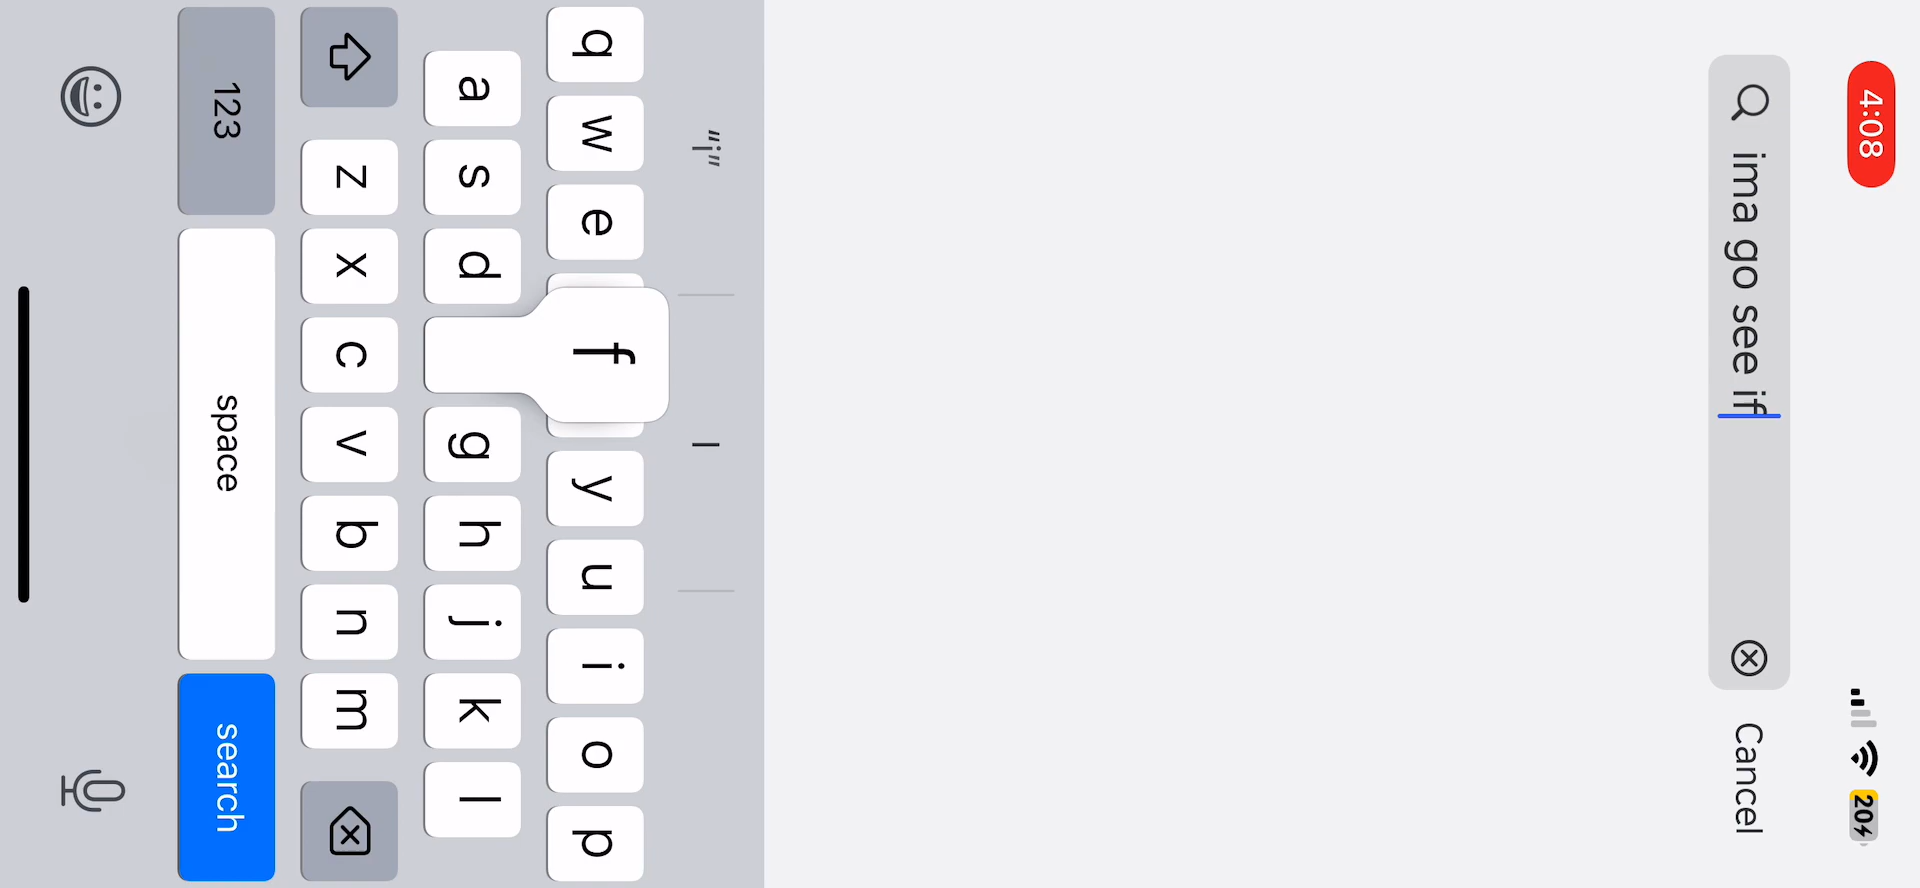 4:08
20
ima go see if
Cancel
"i"
I
q w e y u i o p
a s d f g h j k l
z x c v b n m
123 space search